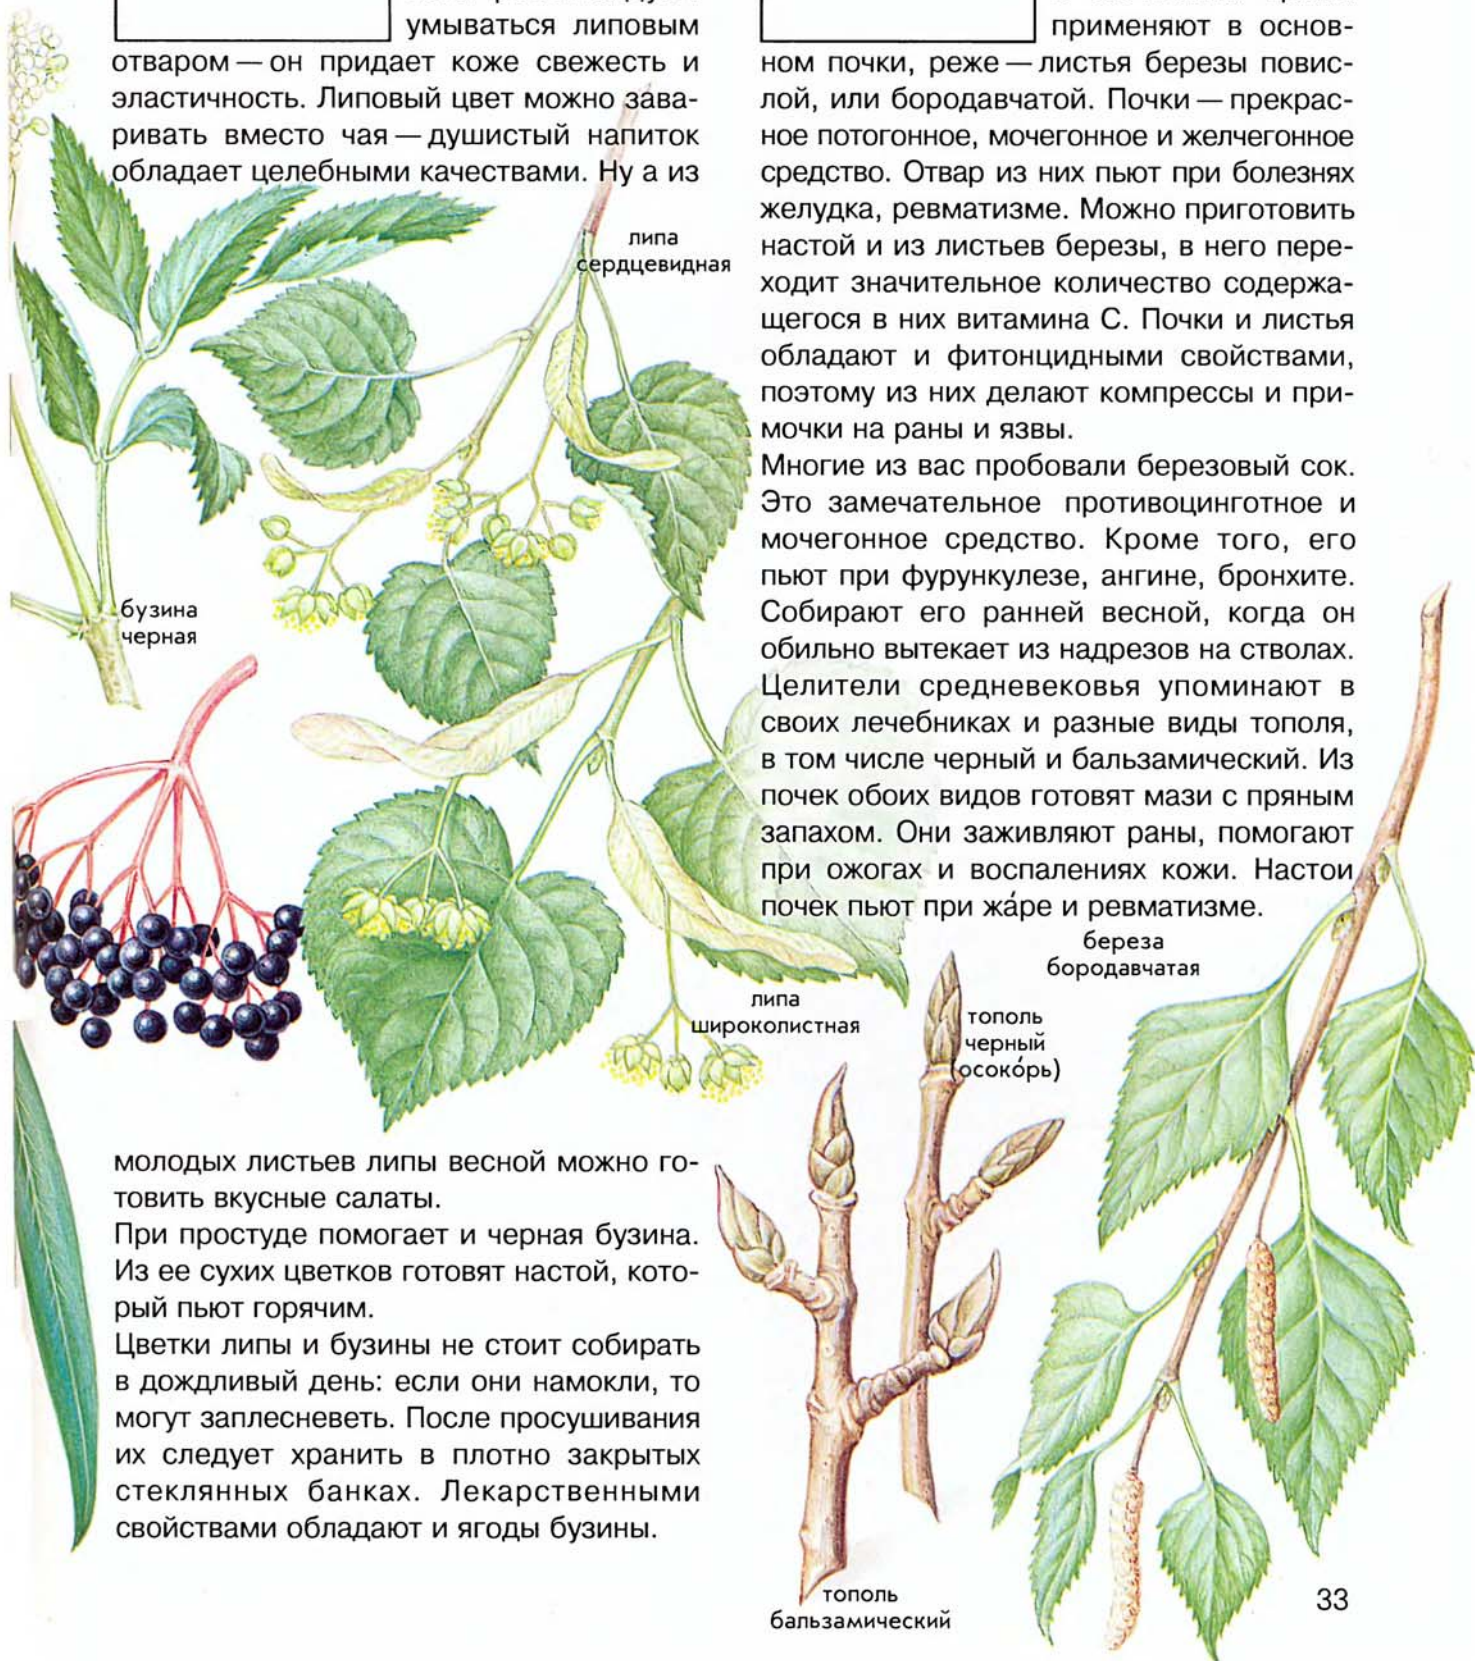 умываться липовым
отваром — он придает коже свежесть и
эластичность. Липовый цвет можно зава-
ривать вместо чая — душистый напиток
обладает целебными качествами. Ну а из
липа
сердцевидная
бузина
черная
липа
широколистная
молодых листьев липы весной можно го-
товить вкусные салаты.
При простуде помогает и черная бузина.
Из ее сухих цветков готовят настой, кото-
рый пьют горячим.
Цветки липы и бузины не стоит собирать
в дождливый день: если они намокли, то
могут заплесневеть. После просушивания
их следует хранить в плотно закрытых
стеклянных банках. Лекарственными
свойствами обладают и ягоды бузины.
применяют в основ-
ном почки, реже — листья березы повис-
лой, или бородавчатой. Почки — прекрас-
ное потогонное, мочегонное и желчегонное
средство. Отвар из них пьют при болезнях
желудка, ревматизме. Можно приготовить
настой и из листьев березы, в него пере-
ходит значительное количество содержа-
щегося в них витамина С. Почки и листья
обладают и фитонцидными свойствами,
поэтому из них делают компрессы и при-
мочки на раны и язвы.
Многие из вас пробовали березовый сок.
Это замечательное противоцинготное и
мочегонное средство. Кроме того, его
пьют при фурункулезе, ангине, бронхите.
Собирают его ранней весной, когда он
обильно вытекает из надрезов на стволах.
Целители средневековья упоминают в
своих лечебниках и разные виды тополя,
в том числе черный и бальзамический. Из
почек обоих видов готовят мази с пряным
запахом. Они заживляют раны, помогают
при ожогах и воспалениях кожи. Настои
почек пьют при жа́ре и ревматизме.
береза
бородавчатая
тополь
черный
(осоко́рь)
тополь
бальзамический
33